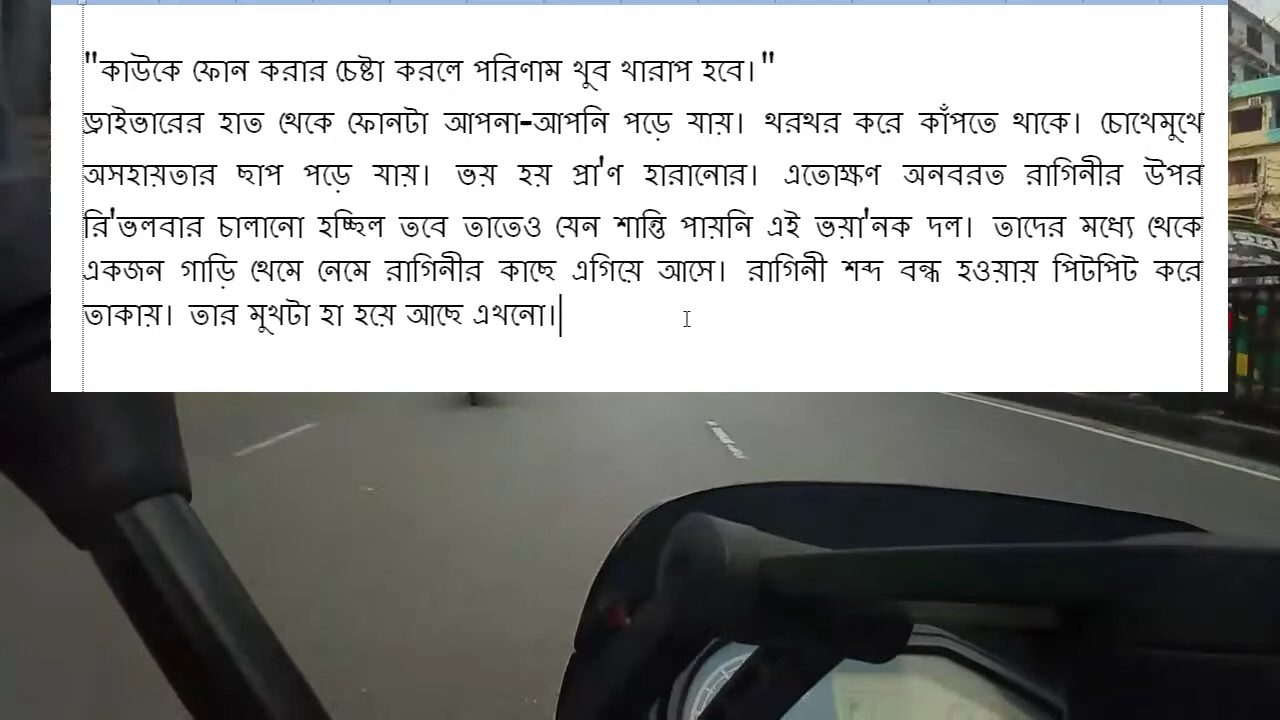 "কাউকে ফোন করার চেষ্টা করলে পরিণাম খুব খারাপ হবে।"
ড্রাইভারের হাত থেকে ফোনটা আপনা-আপনি পড়ে যায়। থরথর করে কাঁপতে থাকে। চোখেমুখে
অসহায়তার ছাপ পড়ে যায়। ভয় হয় প্রা'ণ হারানোর। এতোক্ষণ অনবরত রাগিনীর উপর
রি'ভলবার চালানো হচ্ছিল তবে তাতেও যেন শান্তি পায়নি এই ভয়া'নক দল। তাদের মধ্যে থেকে
একজন গাড়ি থেমে নেমে রাগিনীর কাছে এগিয়ে আসে। রাগিনী শব্দ বন্ধ হওয়ায় পিটপিট করে
তাকায়। তার মুখটা হা হয়ে আছে এখনো।